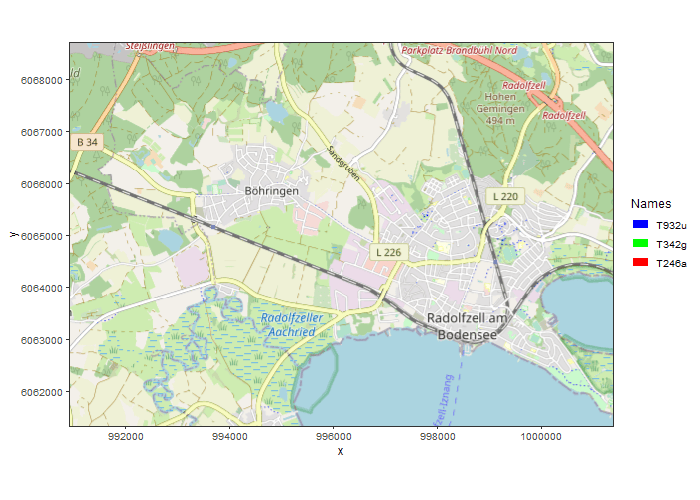 Steißlingen
Parkplatz Brandbühl Nord
ld
Radolfzell
Hohen
Gemingen
494 m
Radolfzell
B 34
Böhringen
L 220
L 226
Radolfzeller
Aachried
Radolfzell am
Bodensee
zell-Iznang
6068000
6067000
6066000
6065000
6064000
6063000
6062000
y
992000
994000
996000
998000
1000000
x
Names
T932u
T342g
T246a